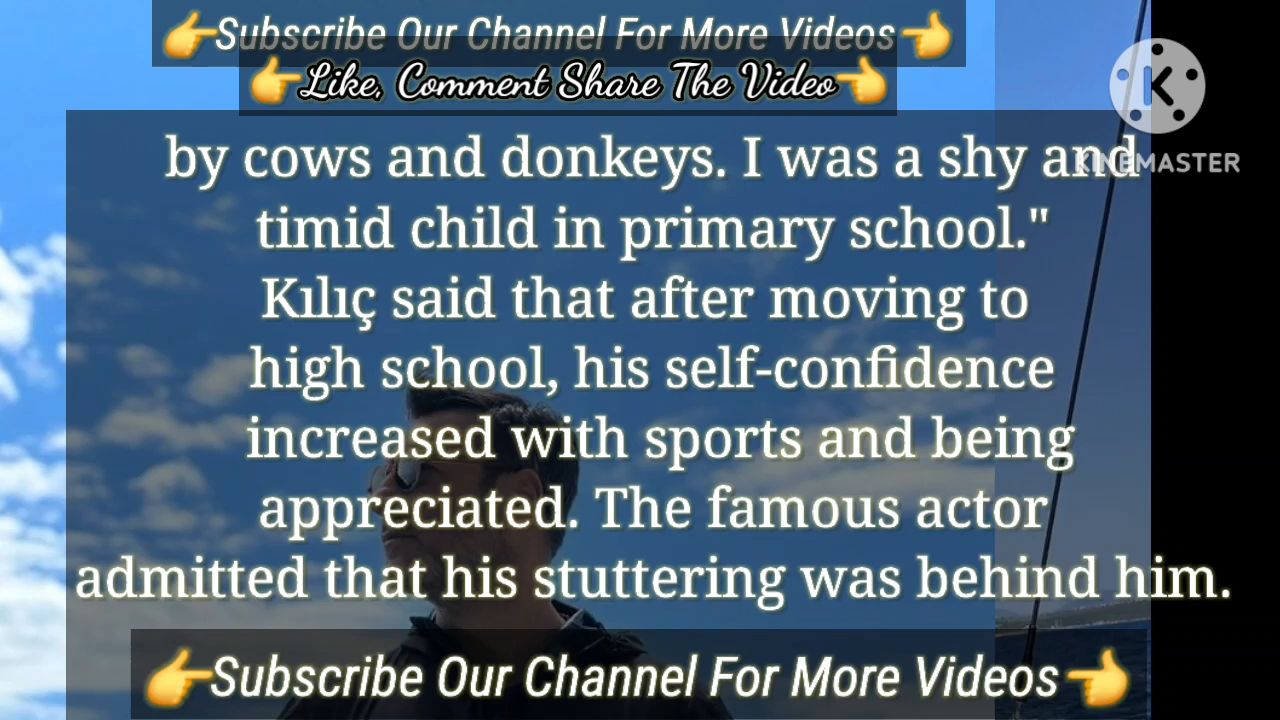 👉Subscribe Our Channel For More Videos👈
👉Like, Comment Share The Video👈
K
KINEMASTER
by cows and donkeys. I was a shy and
timid child in primary school."
Kılıç said that after moving to
high school, his self-confidence
increased with sports and being
appreciated. The famous actor
admitted that his stuttering was behind him.
👉Subscribe Our Channel For More Videos👈